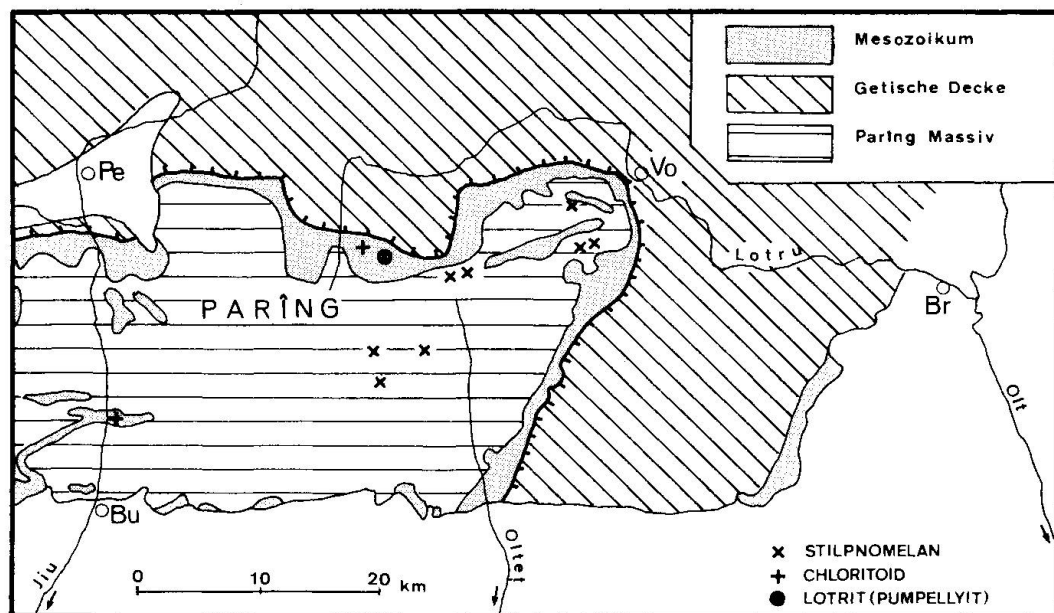 Mesozoikum
Getische Decke
Parîng Massiv
Pe
Vo
Lotru
PARÎNG
Br
Olt
Bu
Jiu
Oltet
0 10 20 km
STILPNOMELAN
CHLORITOID
LOTRIT (PUMPELLYIT)